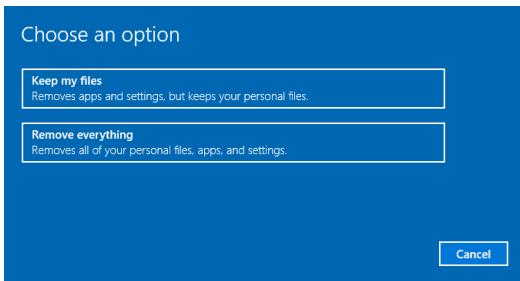 Choose an option
Keep my files
Removes apps and settings, but keeps your personal files.
Remove everything
Removes all of your personal files, apps, and settings.
Cancel